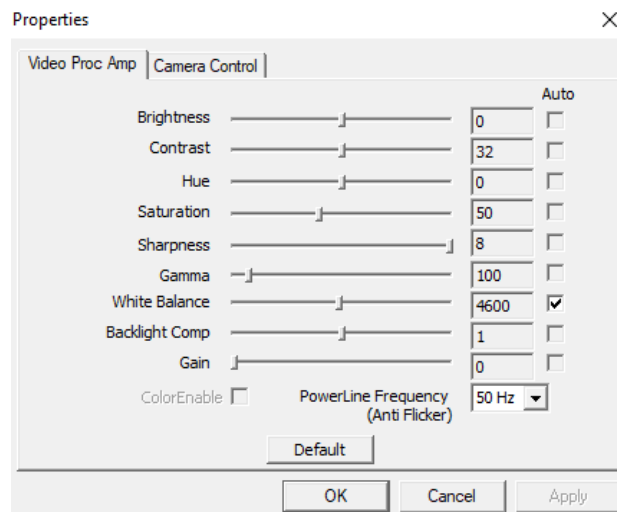 Properties
Video Proc Amp Camera Control
Auto
Brightness 0
Contrast 32
Hue 0
Saturation 50
Sharpness 8
Gamma 100
White Balance 4600
Backlight Comp 1
Gain 0
ColorEnable PowerLine Frequency 50 Hz
(Anti Flicker)
Default
OK Cancel Apply